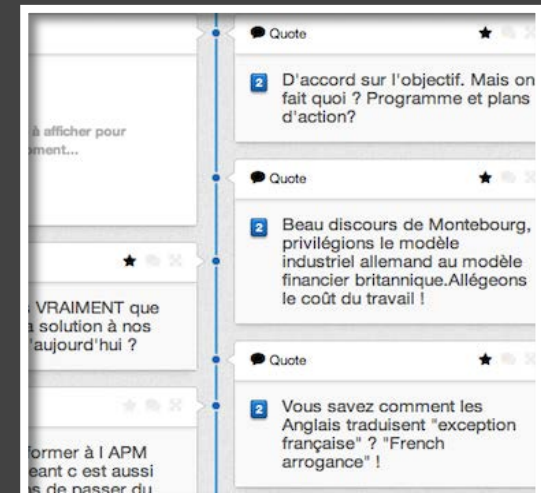 à afficher pour
VRAIMENT que
solution à nos
'aujourd'hui ?
à l APM
c est aussi
de passer du
Quote
2 D'accord sur l'objectif. Mais on
fait quoi ? Programme et plans
d'action?
Quote
2 Beau discours de Montebourg,
privilégions le modèle
industriel allemand au modèle
financier britannique.Allégeons
le coût du travail !
Quote
2 Vous savez comment les
Anglais traduisent "exception
française" ? "French
arrogance" !